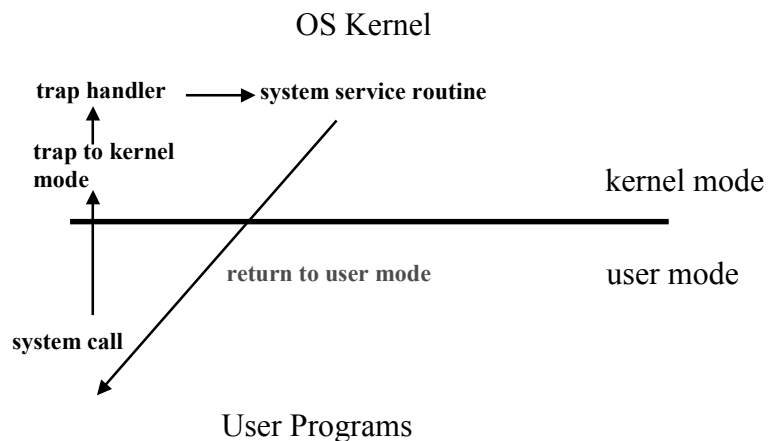 OS Kernel
trap handler
system service routine
trap to kernel
mode
kernel mode
return to user mode
user mode
system call
User Programs